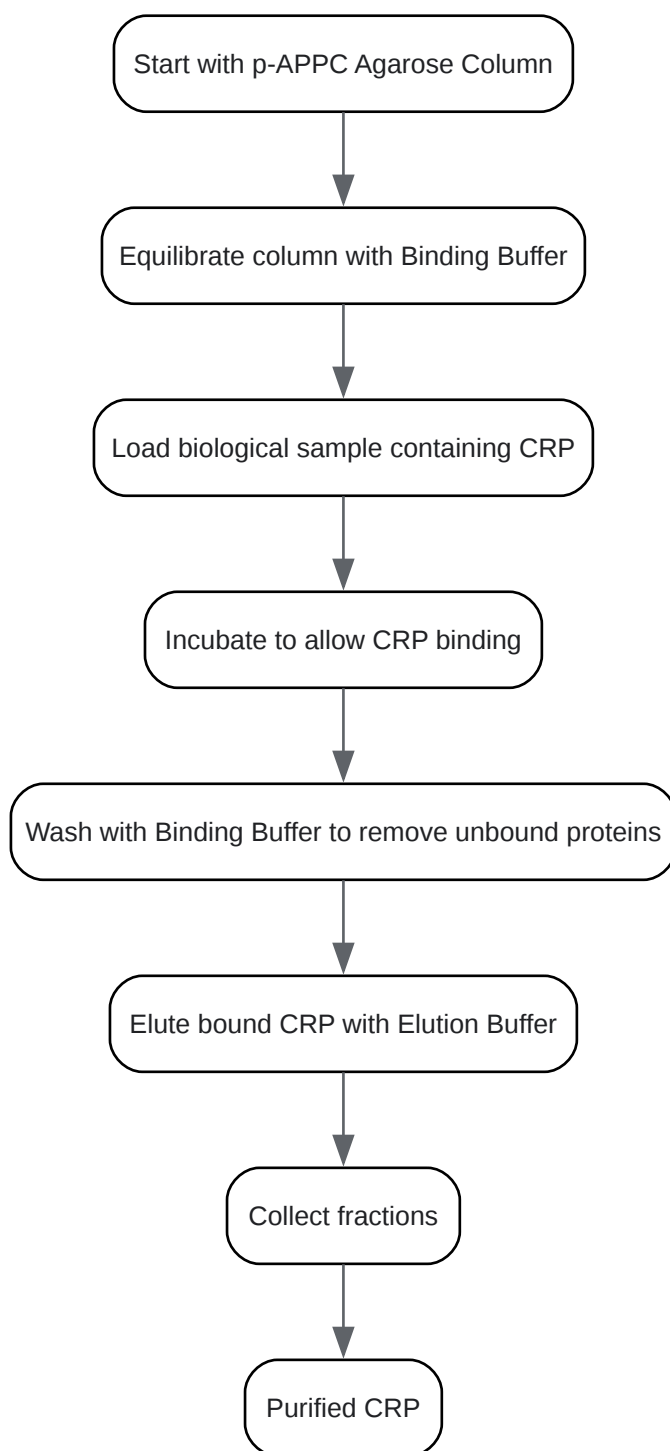 Start with p-APPC Agarose Column
Equilibrate column with Binding Buffer
Load biological sample containing CRP
Incubate to allow CRP binding
Wash with Binding Buffer to remove unbound proteins
Elute bound CRP with Elution Buffer
Collect fractions
Purified CRP